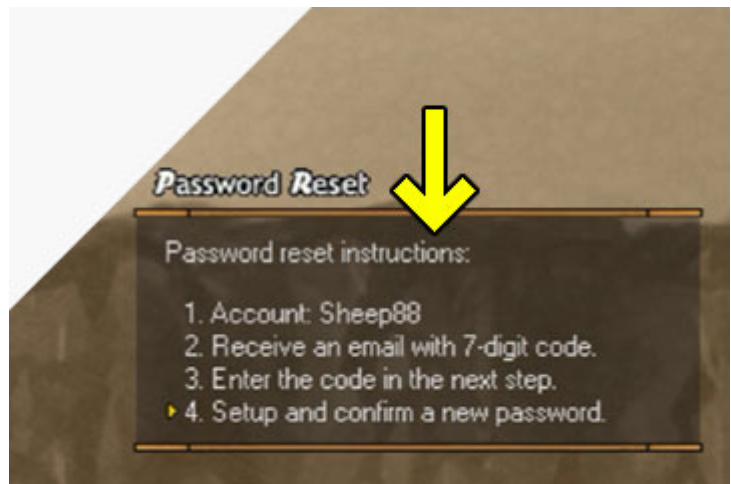 Password Reset
Password reset instructions:
1. Account: Sheep88
2. Receive an email with 7-digit code.
3. Enter the code in the next step.
4. Setup and confirm a new password.